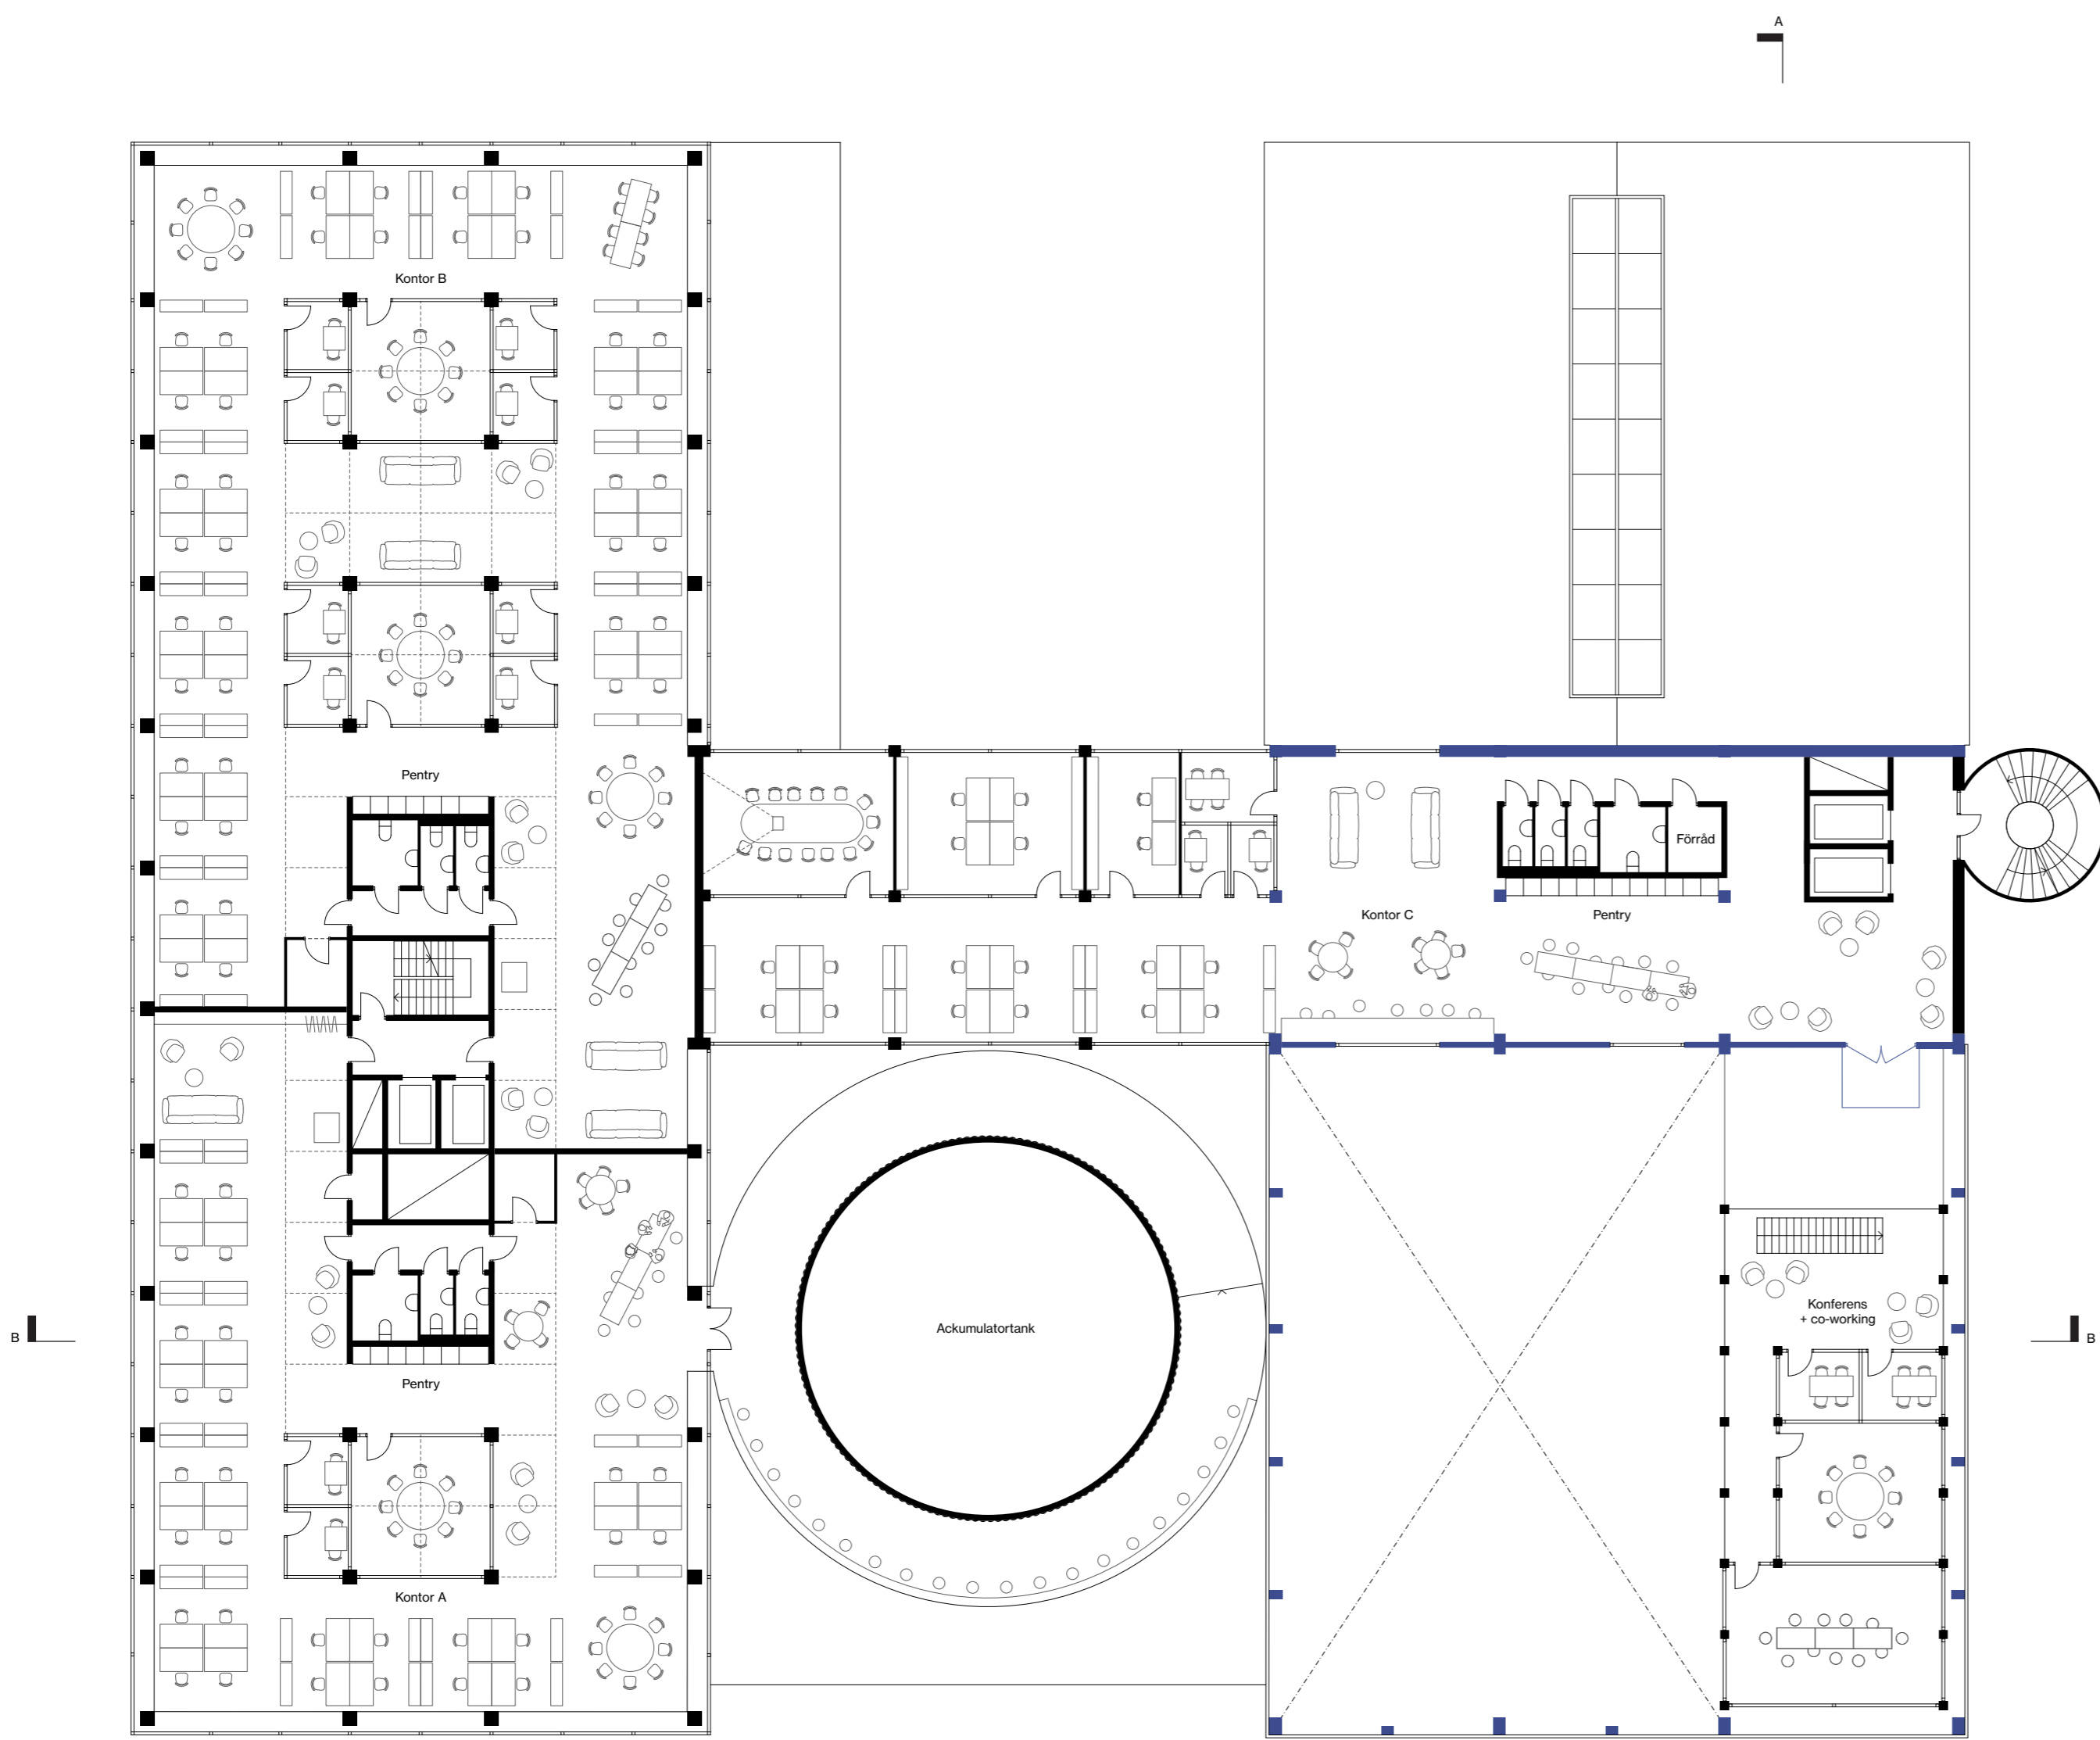 A
Kontor B
Pentry
Förråd
Kontor C
Pentry
Konferens
+ co-working
B
Ackumulatortank
B
Pentry
Kontor A